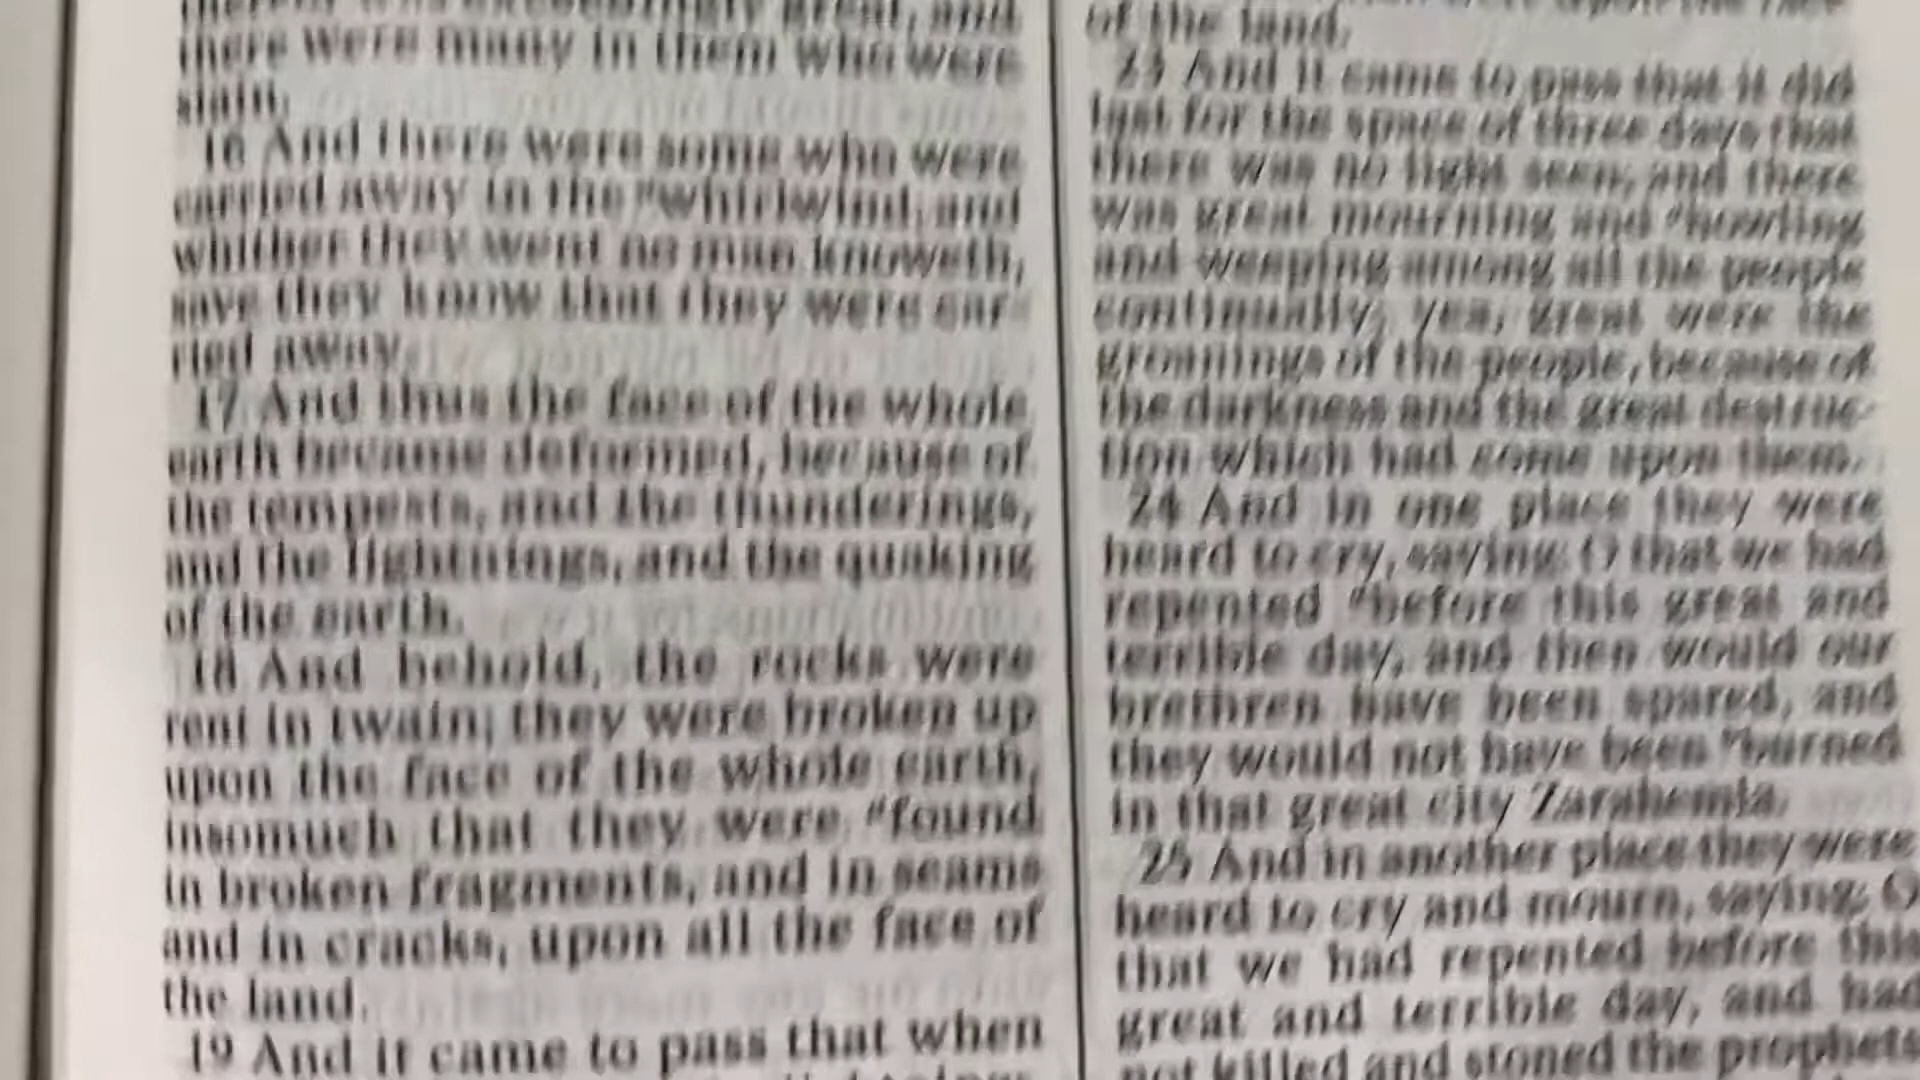 great, and
there were many in them who were
slain.
16 And there were some who were
carried away in the whirlwind; and
whither they went no man knoweth,
save they know that they were car-
ried away.
17 And thus the face of the whole
earth became deformed, because of
the tempests, and the thunderings,
and the lightnings, and the quaking
of the earth.
18 And behold, the rocks were
rent in twain; they were broken up
upon the face of the whole earth,
insomuch that they were "found
in broken fragments, and in seams
and in cracks, upon all the face of
the land.
19 And it came to pass that when
of the land.
23 And it came to pass that it did
last for the space of three days that
there was no light seen; and there
was great mourning and howling
and weeping among all the people
continually; yea, great were the
groanings of the people, because of
the darkness and the great destruc-
tion which had come upon them.
24 And in one place they were
heard to cry, saying: O that we had
repented before this great and
terrible day, and then would our
brethren have been spared, and
they would not have been burned
in that great city Zarahemla.
25 And in another place they were
heard to cry and mourn, saying: O
that we had repented before this
great and terrible day, and had
not killed and stoned the prophets